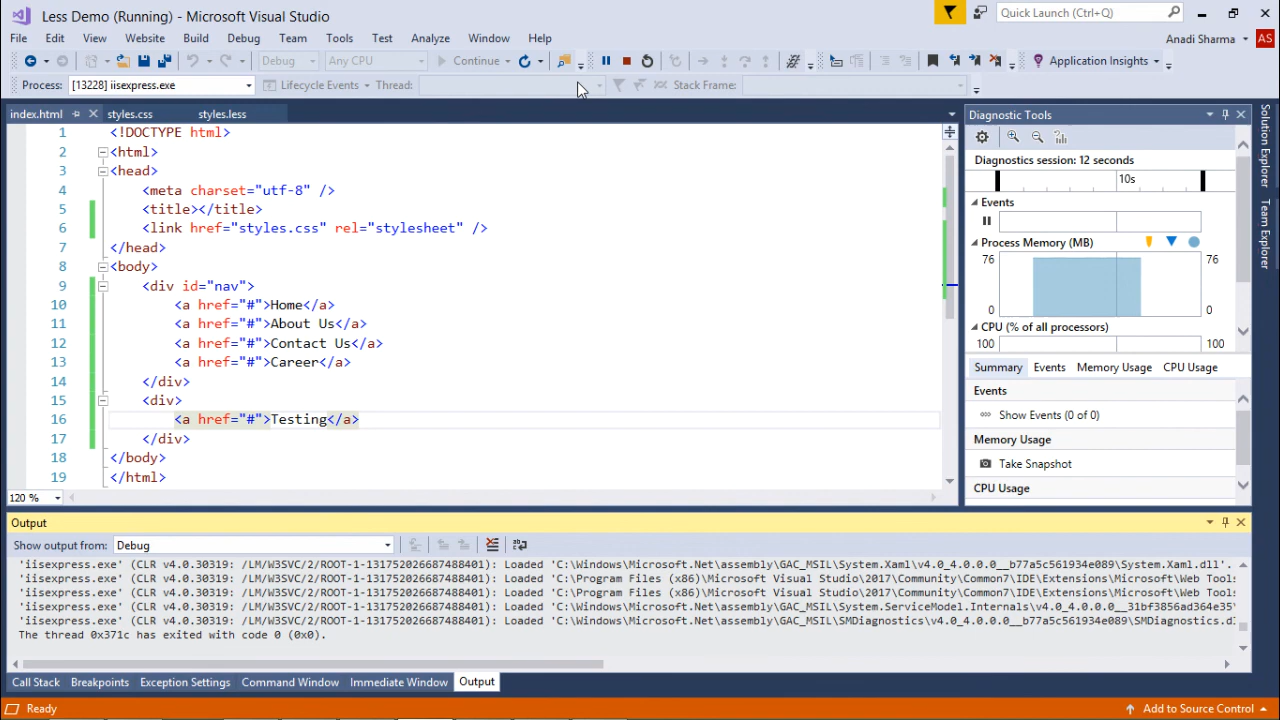 Less Demo (Running) - Microsoft Visual Studio
Quick Launch (Ctrl+Q)
File Edit View Website Build Debug Team Tools Test Analyze Window Help
Anadi Sharma AS
Debug Any CPU Continue Application Insights
Process: [13228] iisexpress.exe Lifecycle Events Thread: Stack Frame:
index.html styles.css styles.less
1 <!DOCTYPE html>
2 <html>
3 <head>
4 <meta charset="utf-8" />
5 <title></title>
6 <link href="styles.css" rel="stylesheet" />
7 </head>
8 <body>
9 <div id="nav">
10 <a href="#">Home</a>
11 <a href="#">About Us</a>
12 <a href="#">Contact Us</a>
13 <a href="#">Career</a>
14 </div>
15 <div>
16 <a href="#">Testing</a>
17 </div>
18 </body>
19 </html>
120 %
Diagnostic Tools
Diagnostics session: 12 seconds
10s
Events
Process Memory (MB)
76 76
0 0
CPU (% of all processors)
100 100
Summary Events Memory Usage CPU Usage
Events
Show Events (0 of 0)
Memory Usage
Take Snapshot
CPU Usage
Solution Explorer
Team Explorer
Output
Show output from: Debug
'iisexpress.exe' (CLR v4.0.30319: /LM/W3SVC/2/ROOT-1-131752026687488401): Loaded 'C:\Windows\Microsoft.Net\assembly\GAC_MSIL\System.Xaml\v4.0_4.0.0.0__b77a5c561934e089\System.Xaml.dll'.
'iisexpress.exe' (CLR v4.0.30319: /LM/W3SVC/2/ROOT-1-131752026687488401): Loaded 'C:\Program Files (x86)\Microsoft Visual Studio\2017\Community\Common7\IDE\Extensions\Microsoft\Web Tools
'iisexpress.exe' (CLR v4.0.30319: /LM/W3SVC/2/ROOT-1-131752026687488401): Loaded 'C:\Program Files (x86)\Microsoft Visual Studio\2017\Community\Common7\IDE\Extensions\Microsoft\Web Tools
'iisexpress.exe' (CLR v4.0.30319: /LM/W3SVC/2/ROOT-1-131752026687488401): Loaded 'C:\Windows\Microsoft.Net\assembly\GAC_MSIL\System.ServiceModel.Internals\v4.0_4.0.0.0__31bf3856ad364e35\
'iisexpress.exe' (CLR v4.0.30319: /LM/W3SVC/2/ROOT-1-131752026687488401): Loaded 'C:\Windows\Microsoft.Net\assembly\GAC_MSIL\SMDiagnostics\v4.0_4.0.0.0__b77a5c561934e089\SMDiagnostics.d
The thread 0x371c has exited with code 0 (0x0).
Call Stack Breakpoints Exception Settings Command Window Immediate Window Output
Ready Add to Source Control